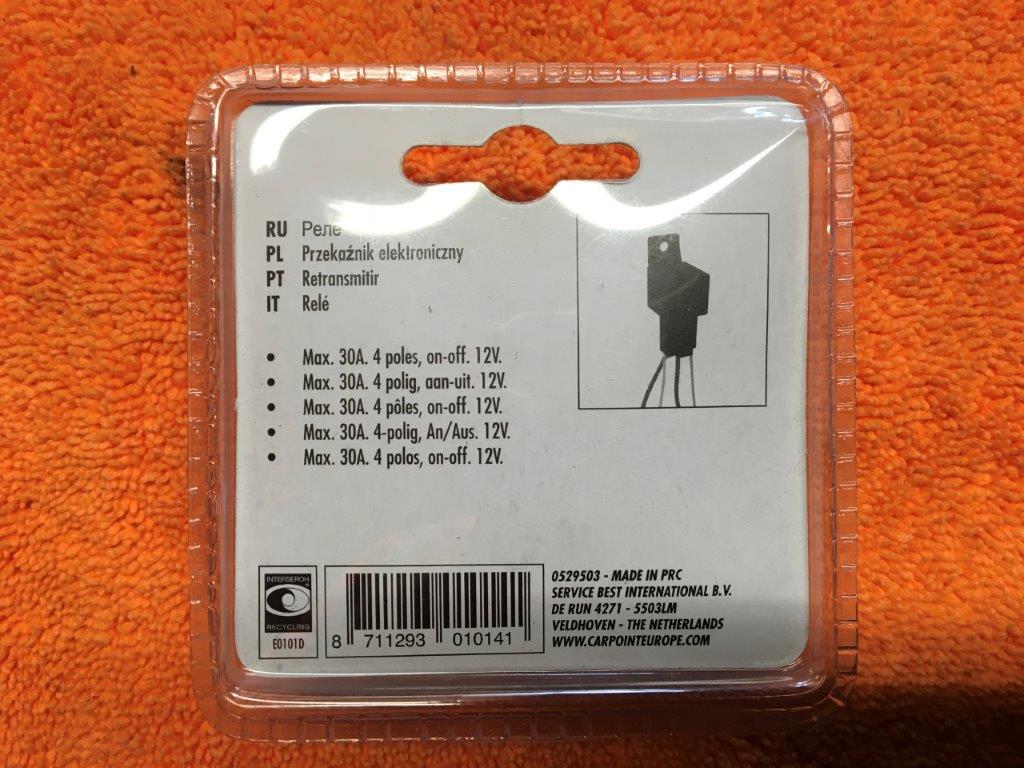 RU Реле
PL Przekaźnik elektroniczny
PT Retransmitir
IT Relé
• Max. 30A. 4 poles, on-off. 12V.
• Max. 30A. 4 polig, aan-uit. 12V.
• Max. 30A. 4 pôles, on-off. 12V.
• Max. 30A. 4-polig, An/Aus. 12V.
• Max. 30A. 4 polos, on-off. 12V.
INTERSEROH
RECYCLING
E0101D
8 711293 010141
0529503 - MADE IN PRC
SERVICE BEST INTERNATIONAL B.V.
DE RUN 4271 - 5503LM
VELDHOVEN - THE NETHERLANDS
WWW.CARPOINTEUROPE.COM